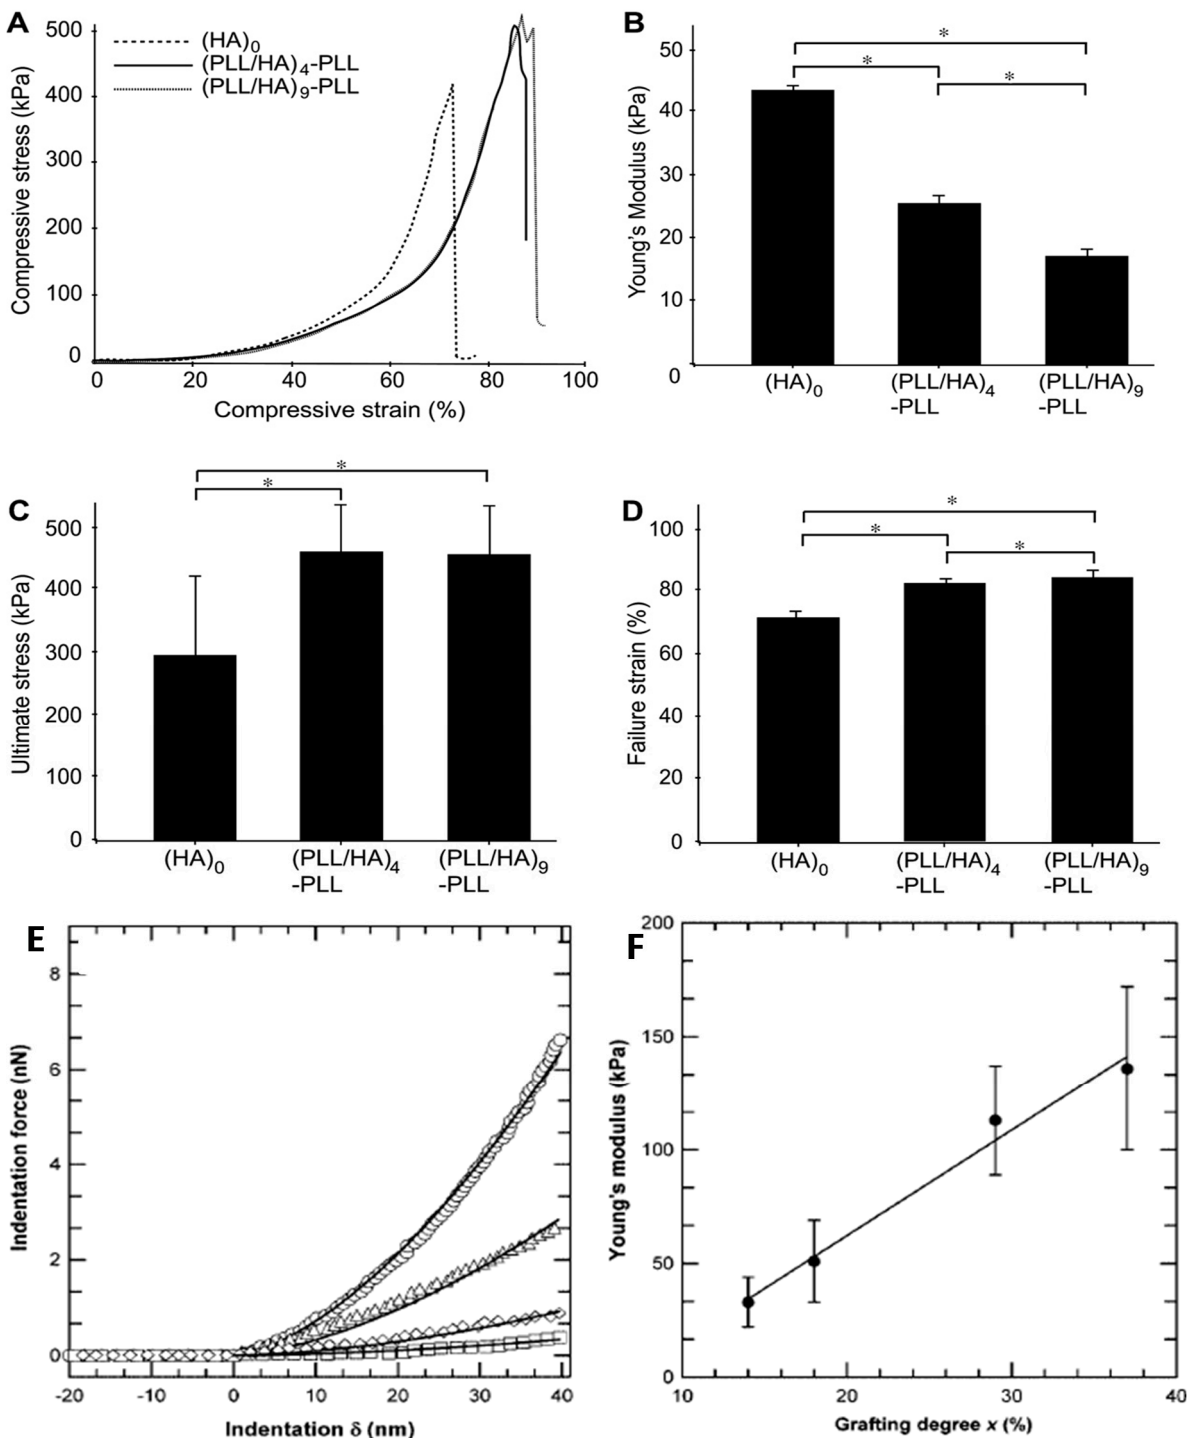 A
Compressive stress (kPa)
500
400
300
200
100
0
(HA)0
(PLL/HA)4-PLL
(PLL/HA)9-PLL
0 20 40 60 80 100
Compressive strain (%)
B
Young's Modulus (kPa)
50
40
30
20
10
0
*
*
*
(HA)0 (PLL/HA)4 (PLL/HA)9
-PLL -PLL
C
Ultimate stress (kPa)
500
400
300
200
100
0
*
*
(HA)0 (PLL/HA)4 (PLL/HA)9
-PLL -PLL
D
Failure strain (%)
100
80
60
40
20
0
*
*
*
(HA)0 (PLL/HA)4 (PLL/HA)9
-PLL -PLL
E
Indentation force (nN)
8
6
4
2
0
-20 -10 0 10 20 30 40
Indentation δ (nm)
F
Young's modulus (kPa)
200
150
100
50
0
10 20 30 40
Grafting degree x (%)